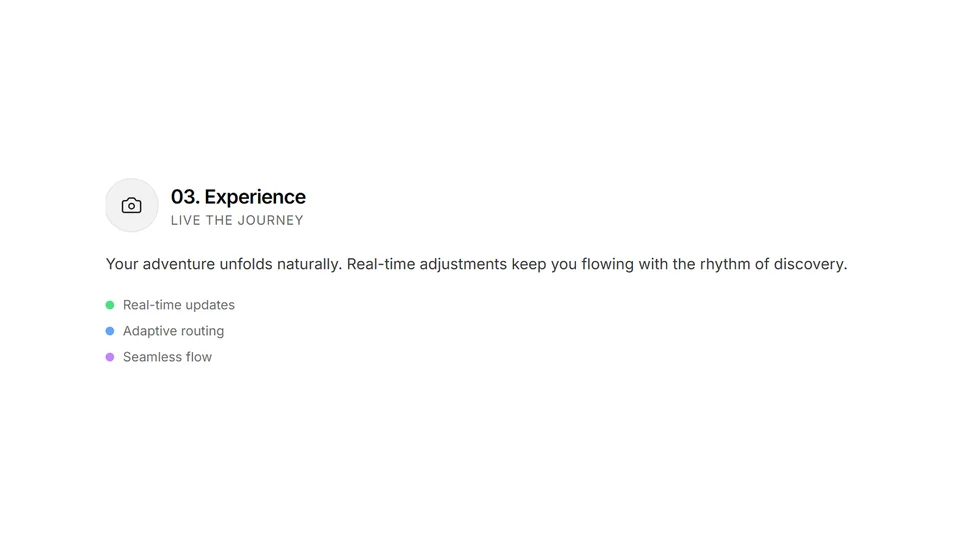 03. Experience
LIVE THE JOURNEY
Your adventure unfolds naturally. Real-time adjustments keep you flowing with the rhythm of discovery.
Real-time updates
Adaptive routing
Seamless flow